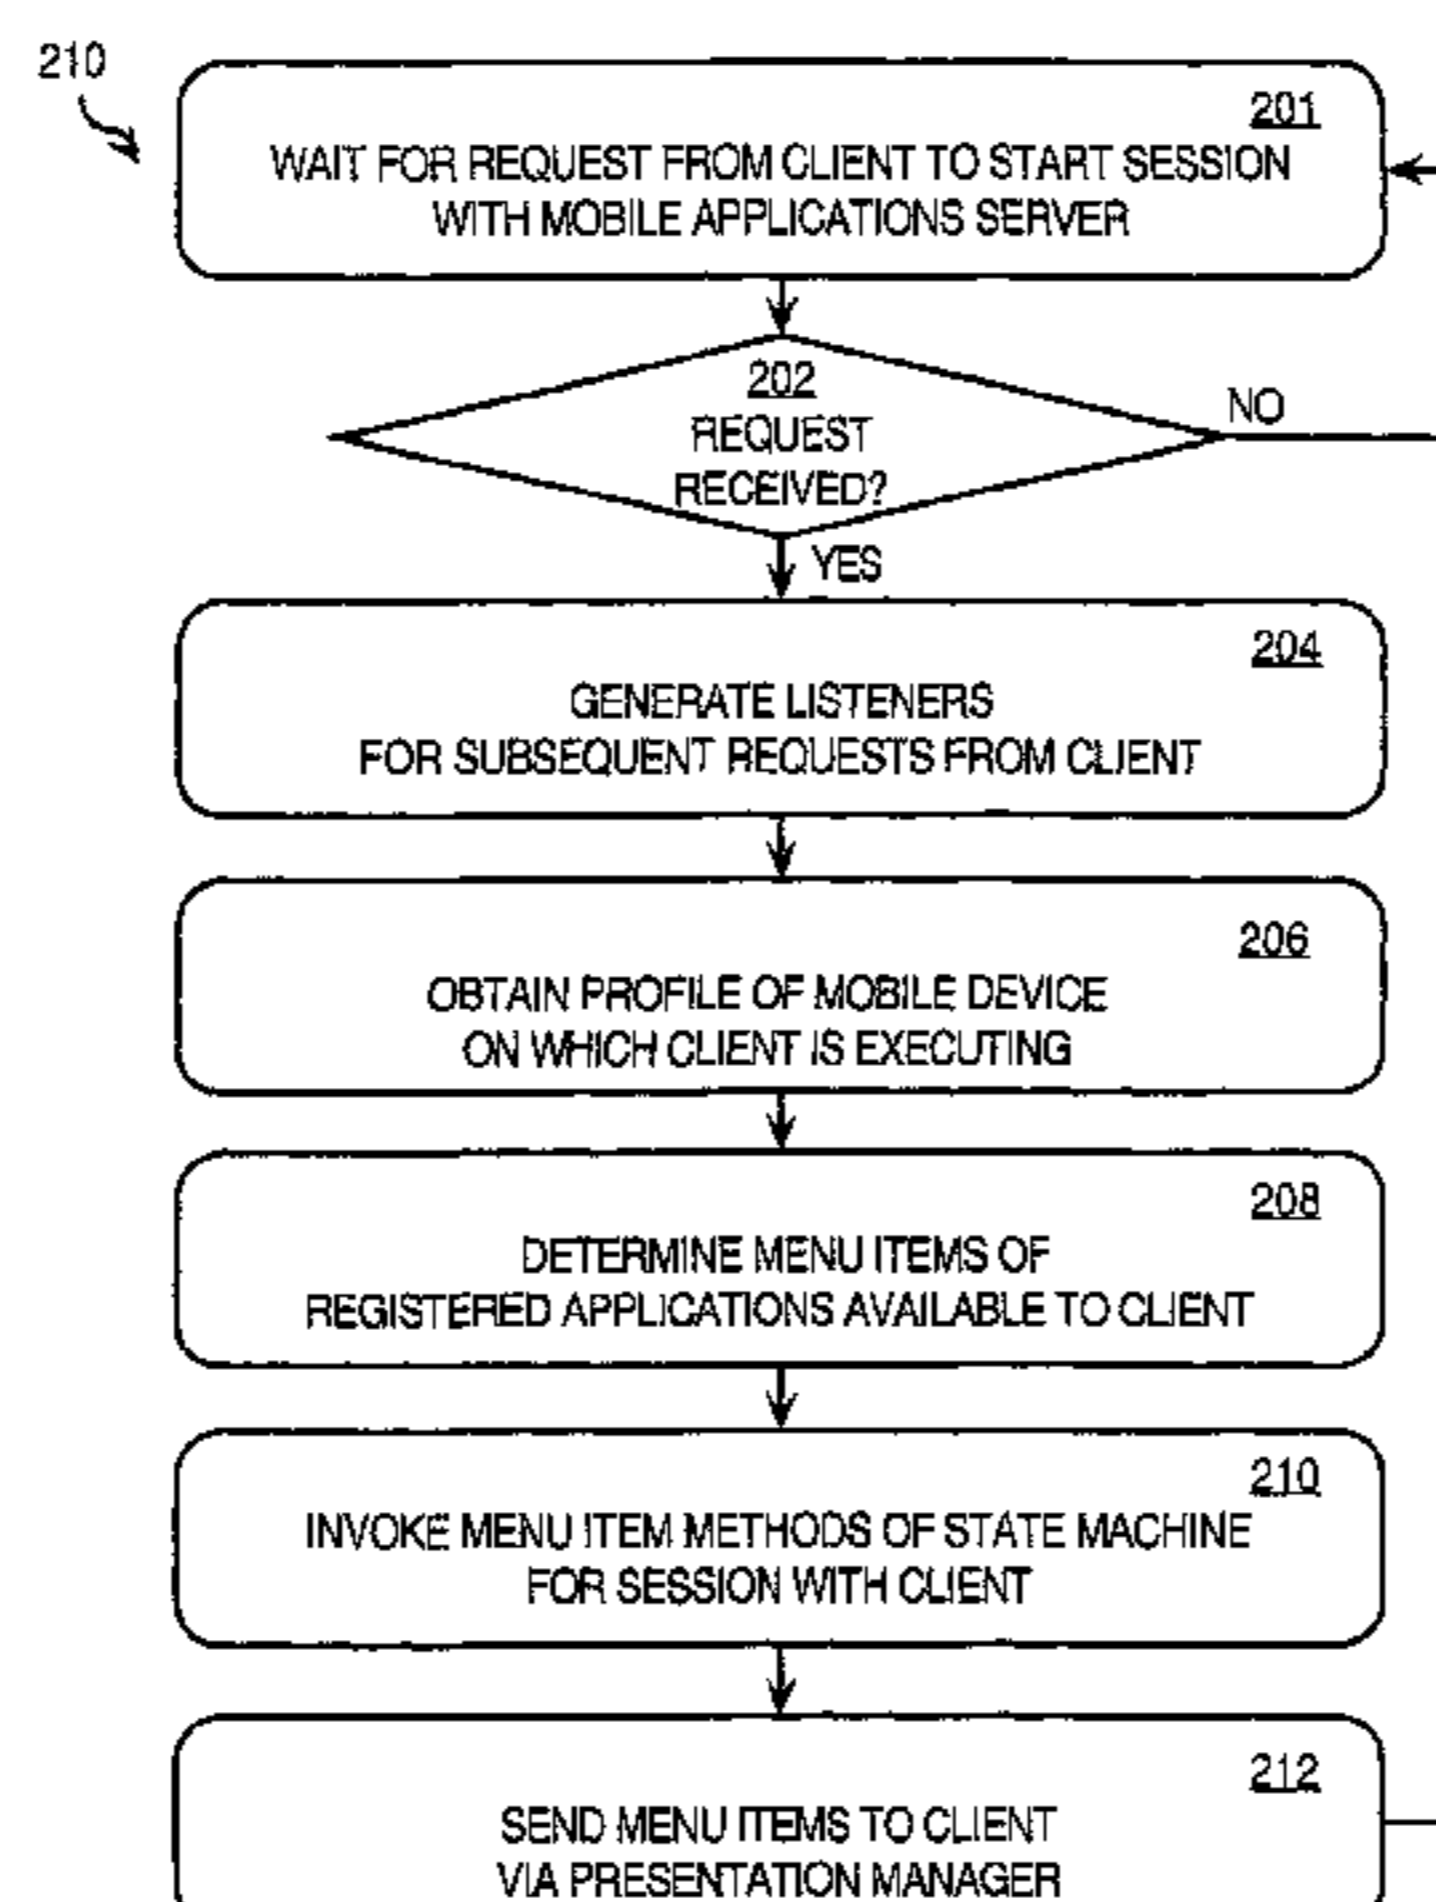 210
201
WAIT FOR REQUEST FROM CLIENT TO START SESSION
WITH MOBILE APPLICATIONS SERVER
202
REQUEST
RECEIVED?
NO
YES
204
GENERATE LISTENERS
FOR SUBSEQUENT REQUESTS FROM CLIENT
206
OBTAIN PROFILE OF MOBILE DEVICE
ON WHICH CLIENT IS EXECUTING
208
DETERMINE MENU ITEMS OF
REGISTERED APPLICATIONS AVAILABLE TO CLIENT
210
INVOKE MENU ITEM METHODS OF STATE MACHINE
FOR SESSION WITH CLIENT
212
SEND MENU ITEMS TO CLIENT
VIA PRESENTATION MANAGER